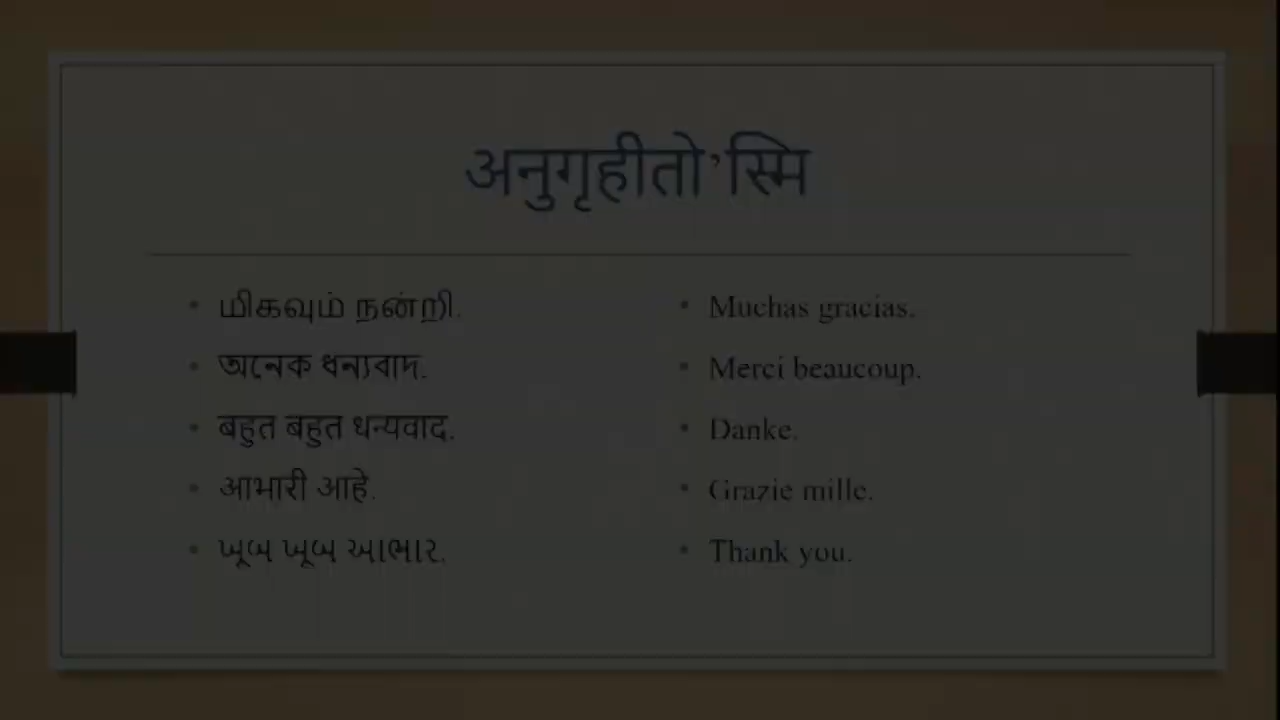 अनुगृहीतो’स्मि
மிகவும் நன்றி.
অনেক ধন্যবাদ.
बहुत बहुत धन्यवाद.
आभारी आहे.
ખૂબ ખૂબ આભાર.
Muchas gracias.
Merci beaucoup.
Danke.
Grazie mille.
Thank you.